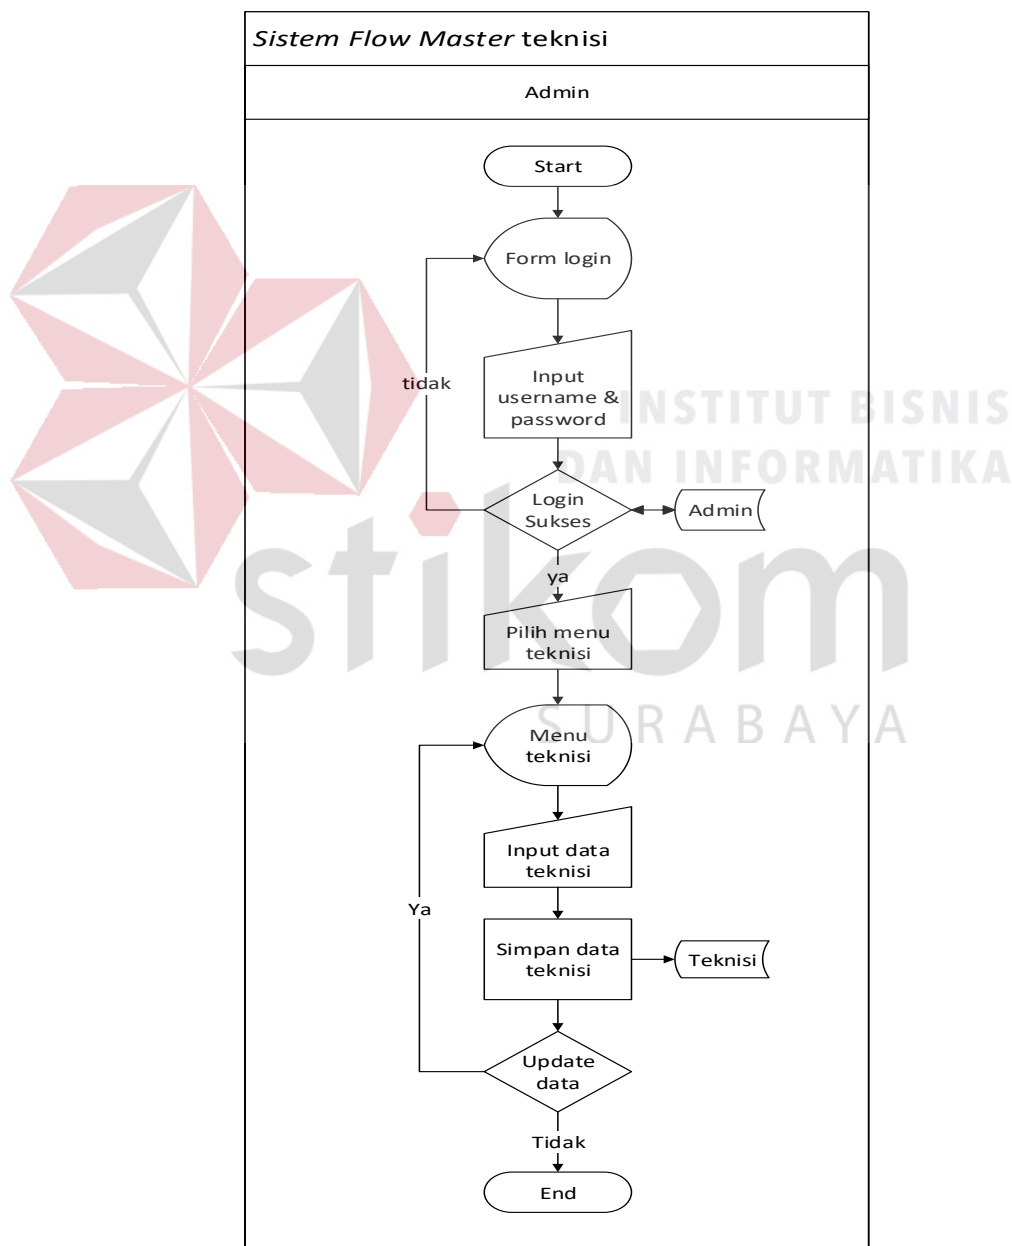 Sistem Flow Master teknisi
Admin
Start
Form login
tidak
Input
username &
password
INSTITUT BISNIS
DAN INFORMATIKA
Login
Sukses
Admin
stikom
ya
Pilih menu
teknisi
SURABAYA
Menu
teknisi
Input data
teknisi
Ya
Simpan data
teknisi
Teknisi
Update
data
Tidak
End